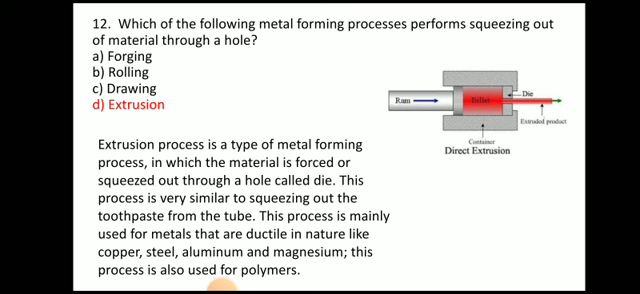 12. Which of the following metal forming processes performs squeezing out
of material through a hole?
a) Forging
b) Rolling
c) Drawing
d) Extrusion
Ram
Billet
Die
Extruded product
Container
Direct Extrusion
Extrusion process is a type of metal forming
process, in which the material is forced or
squeezed out through a hole called die. This
process is very similar to squeezing out the
toothpaste from the tube. This process is mainly
used for metals that are ductile in nature like
copper, steel, aluminum and magnesium; this
process is also used for polymers.